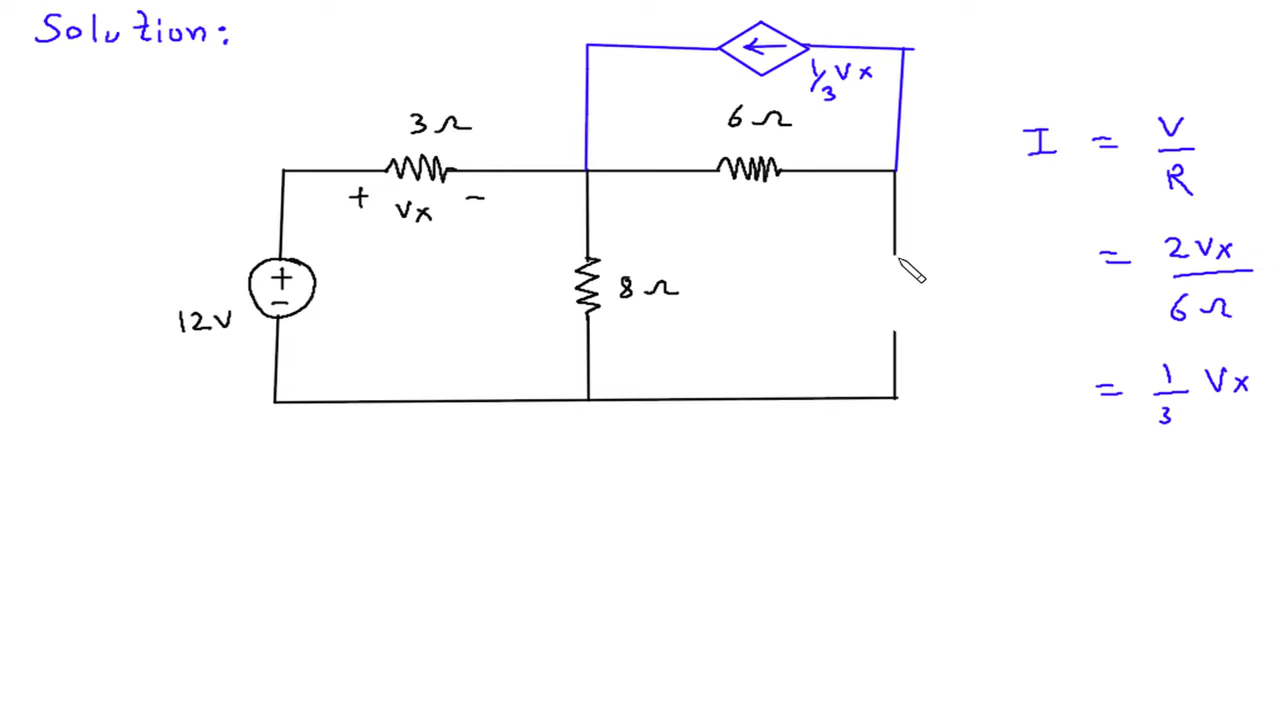 Solution:
1/3 Vx
3 Ω
6 Ω
+ Vx -
I = V/R
= 2Vx/6 Ω
= 1/3 Vx
+
-
12V
8 Ω